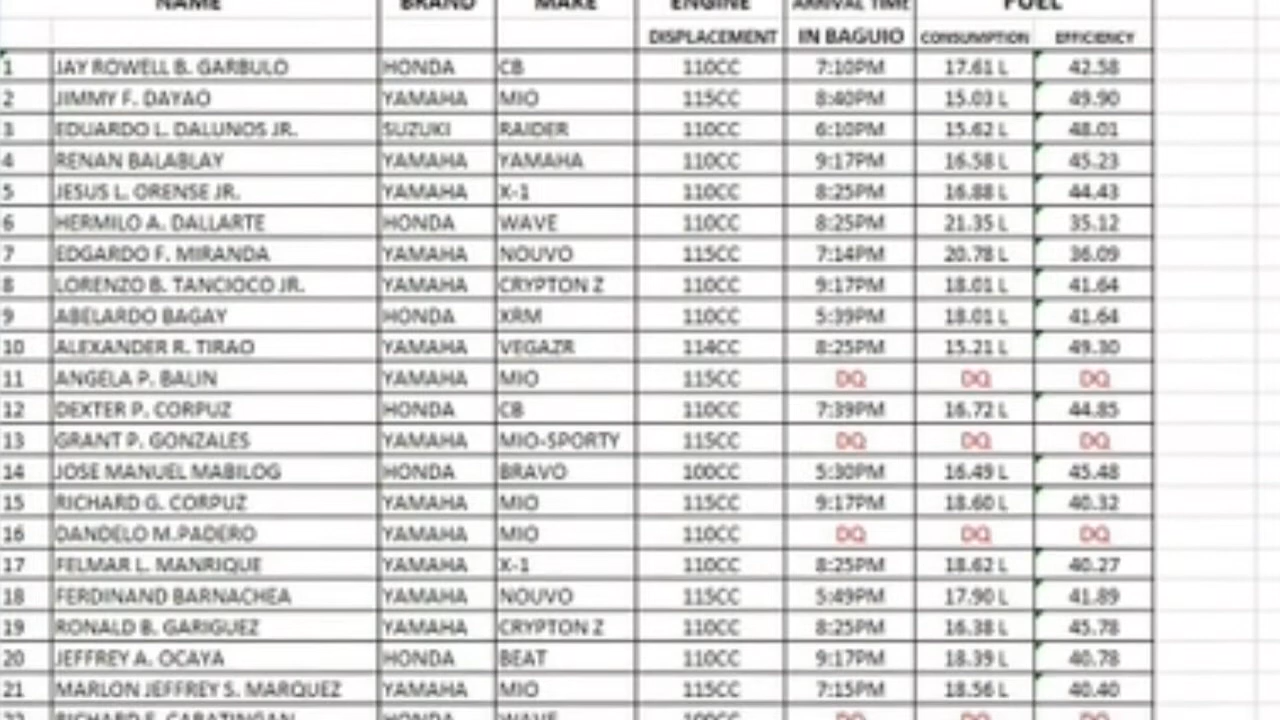 NAME BRAND MAKE ENGINE ARRIVAL TIME FUEL
DISPLACEMENT IN BAGUIO CONSUMPTION EFFICIENCY
1 JAY ROWELL B. GARBULO HONDA CB 110CC 7:10PM 17.61 L 42.58
2 JIMMY F. DAYAO YAMAHA MIO 115CC 8:40PM 15.03 L 49.90
3 EDUARDO L. DALUNOS JR. SUZUKI RAIDER 110CC 6:10PM 15.62 L 48.01
4 RENAN BALABLAY YAMAHA YAMAHA 110CC 9:17PM 16.58 L 45.23
5 JESUS L. ORENSE JR. YAMAHA X-1 110CC 8:25PM 16.88 L 44.43
6 HERMILO A. DALLARTE HONDA WAVE 110CC 8:25PM 21.35 L 35.12
7 EDGARDO F. MIRANDA YAMAHA NOUVO 115CC 7:14PM 20.78 L 36.09
8 LORENZO B. TANCIOCO JR. YAMAHA CRYPTON Z 110CC 9:17PM 18.01 L 41.64
9 ABELARDO BAGAY HONDA XRM 110CC 5:39PM 18.01 L 41.64
10 ALEXANDER R. TIRAO YAMAHA VEGAZR 114CC 8:25PM 15.21 L 49.30
11 ANGELA P. BALIN YAMAHA MIO 115CC DQ DQ DQ
12 DEXTER P. CORPUZ HONDA CB 110CC 7:39PM 16.72 L 44.85
13 GRANT P. GONZALES YAMAHA MIO-SPORTY 115CC DQ DQ DQ
14 JOSE MANUEL MABILOG HONDA BRAVO 100CC 5:30PM 16.49 L 45.48
15 RICHARD G. CORPUZ YAMAHA MIO 115CC 9:17PM 18.60 L 40.32
16 DANDELO M.PADERO YAMAHA MIO 110CC DQ DQ DQ
17 FELMAR L. MANRIQUE YAMAHA X-1 110CC 8:25PM 18.62 L 40.27
18 FERDINAND BARNACHEA YAMAHA NOUVO 115CC 5:49PM 17.90 L 41.89
19 RONALD B. GARIGUEZ YAMAHA CRYPTON Z 110CC 8:25PM 16.38 L 45.78
20 JEFFREY A. OCAYA HONDA BEAT 110CC 9:17PM 18.39 L 40.78
21 MARLON JEFFREY S. MARQUEZ YAMAHA MIO 115CC 7:15PM 18.56 L 40.40
22 RICHARD HONDA WAVE 100CC DQ DQ DQ